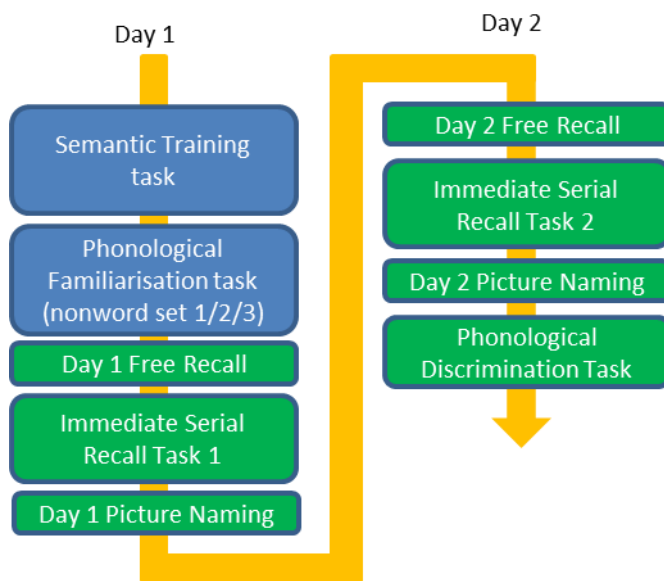 Day 1
Semantic Training
task
Phonological
Familiarisation task
(nonword set 1/2/3)
Day 1 Free Recall
Immediate Serial
Recall Task 1
Day 1 Picture Naming
Day 2
Day 2 Free Recall
Immediate Serial
Recall Task 2
Day 2 Picture Naming
Phonological
Discrimination Task